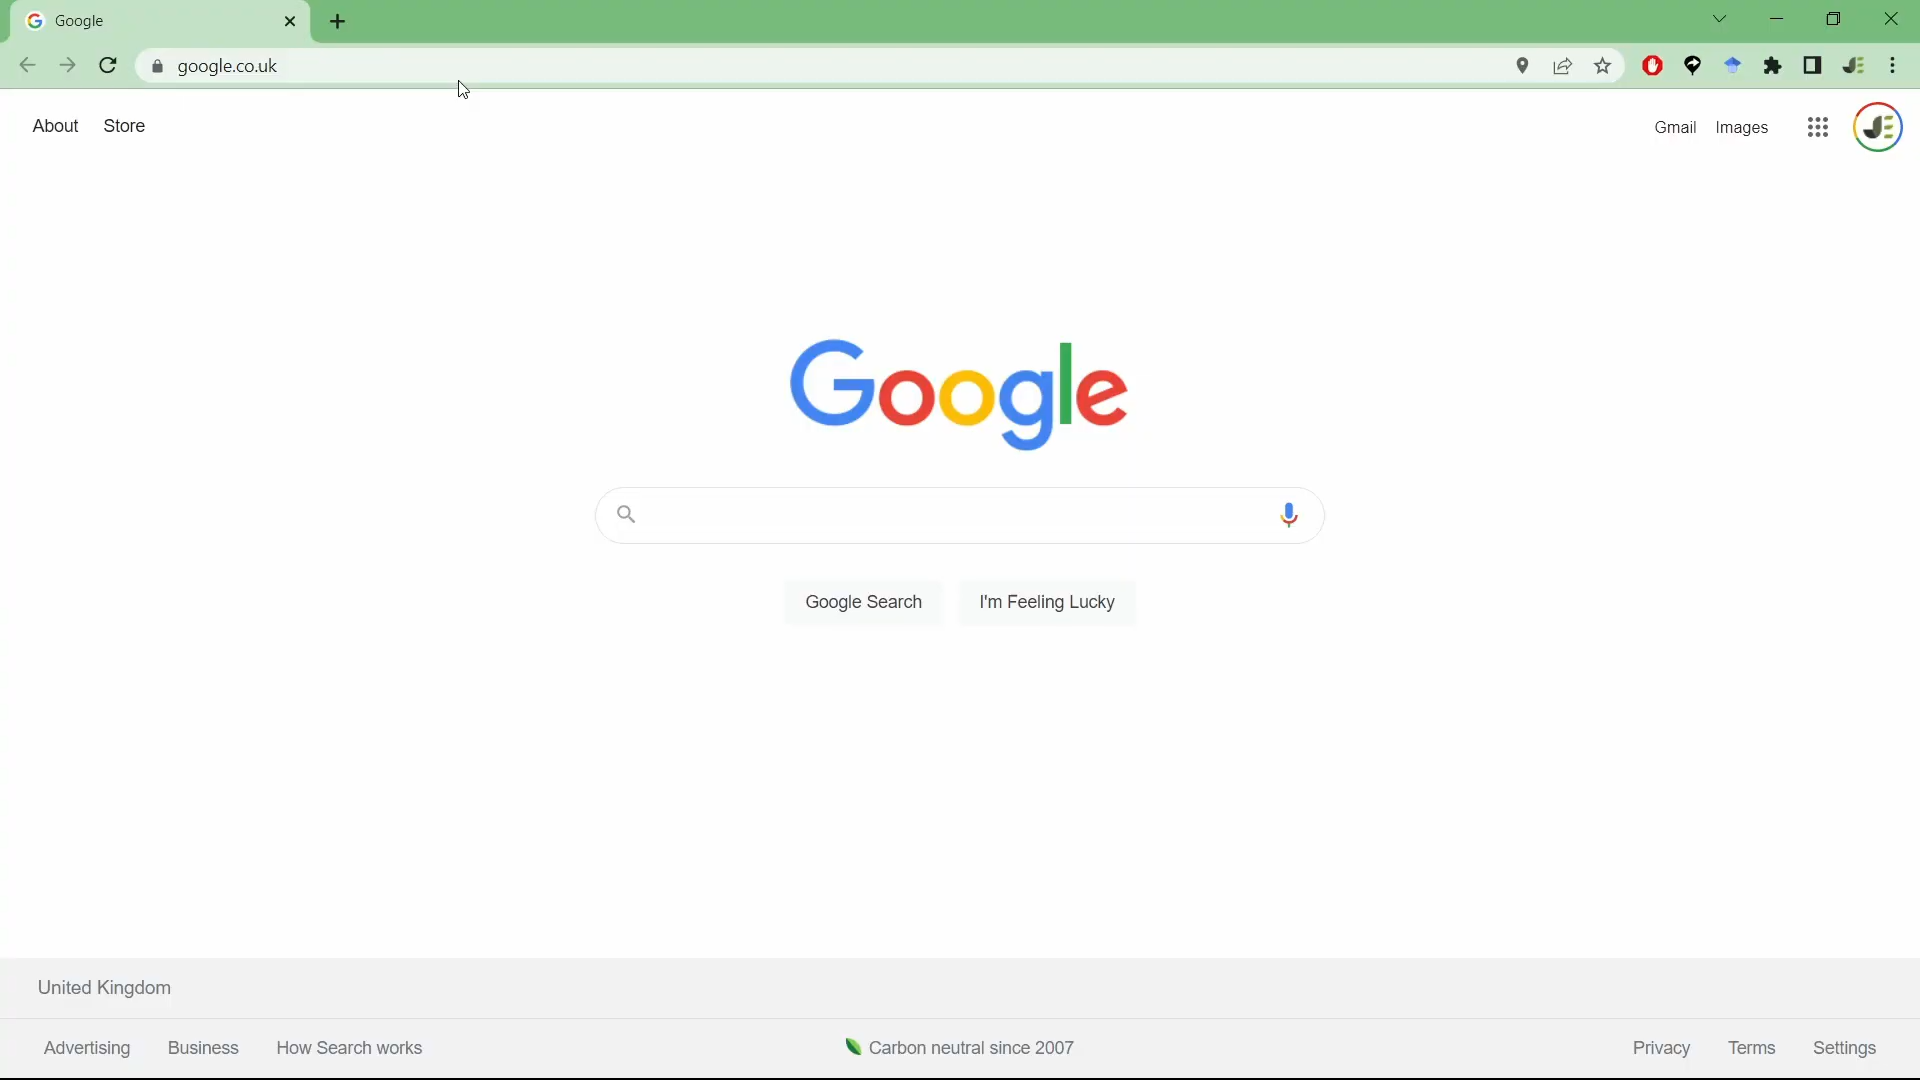 Google
google.co.uk
About Store
Gmail Images
Google
Google Search I'm Feeling Lucky
United Kingdom
Advertising Business How Search works
Carbon neutral since 2007
Privacy Terms Settings